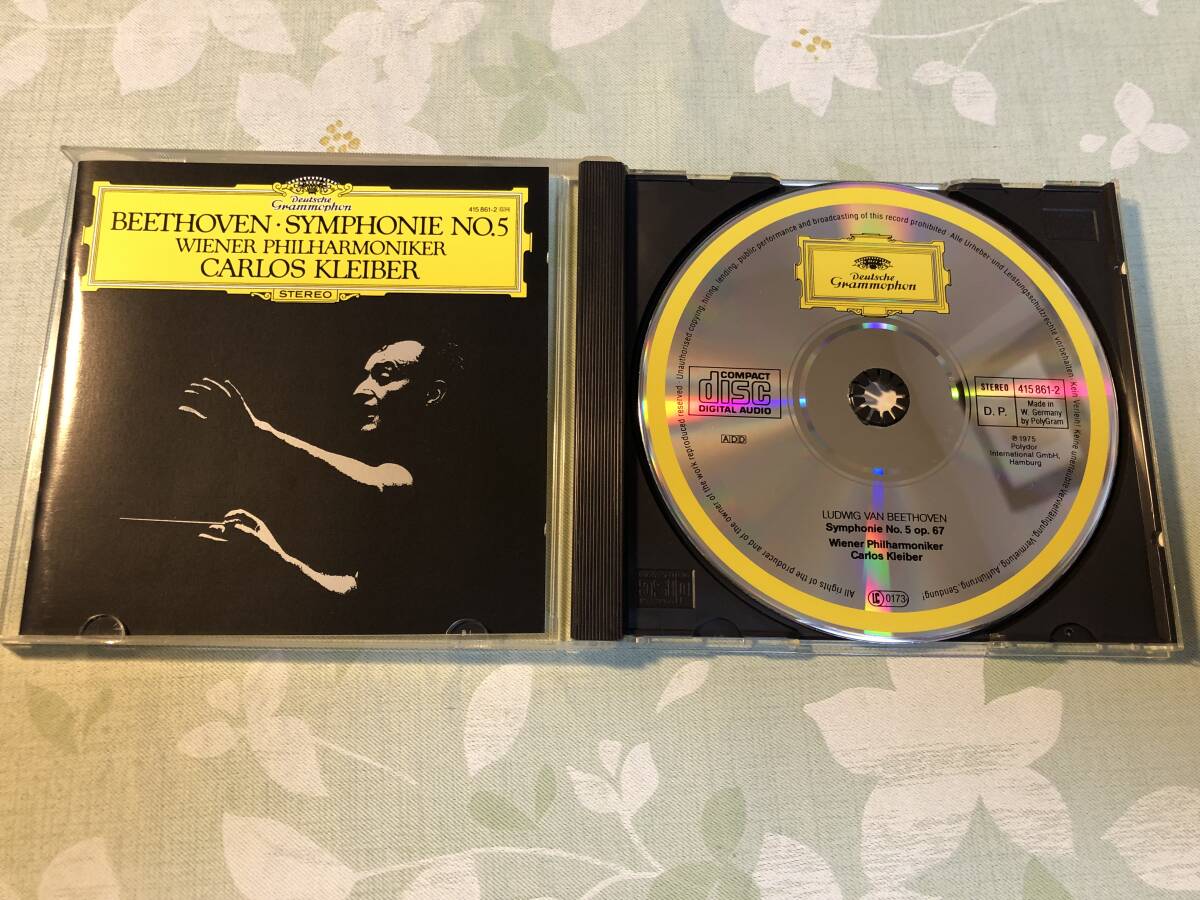 Deutsche
Grammophon
415 861-2
BEETHOVEN · SYMPHONIE NO.5
WIENER PHILHARMONIKER
CARLOS KLEIBER
STEREO
All rights of the producer and of the owner of the work reproduced reserved · Unauthorised copying, hiring, lending, public performance and broadcasting of this record prohibited · Alle Urheber- und Leistungsschutzrechte vorbehalten. Kein Verleih! Keine unerlaubte Vervielfältigung, Vermietung, Aufführung, Sendung!
Deutsche
Grammophon
COMPACT
disc
DIGITAL AUDIO
ADD
STEREO 415 861-2
D. P. Made in
W. Germany
by PolyGram
℗ 1975
Polydor
International GmbH,
Hamburg
LUDWIG VAN BEETHOVEN
Symphonie No. 5 op. 67
Wiener Philharmoniker
Carlos Kleiber
LC 0173